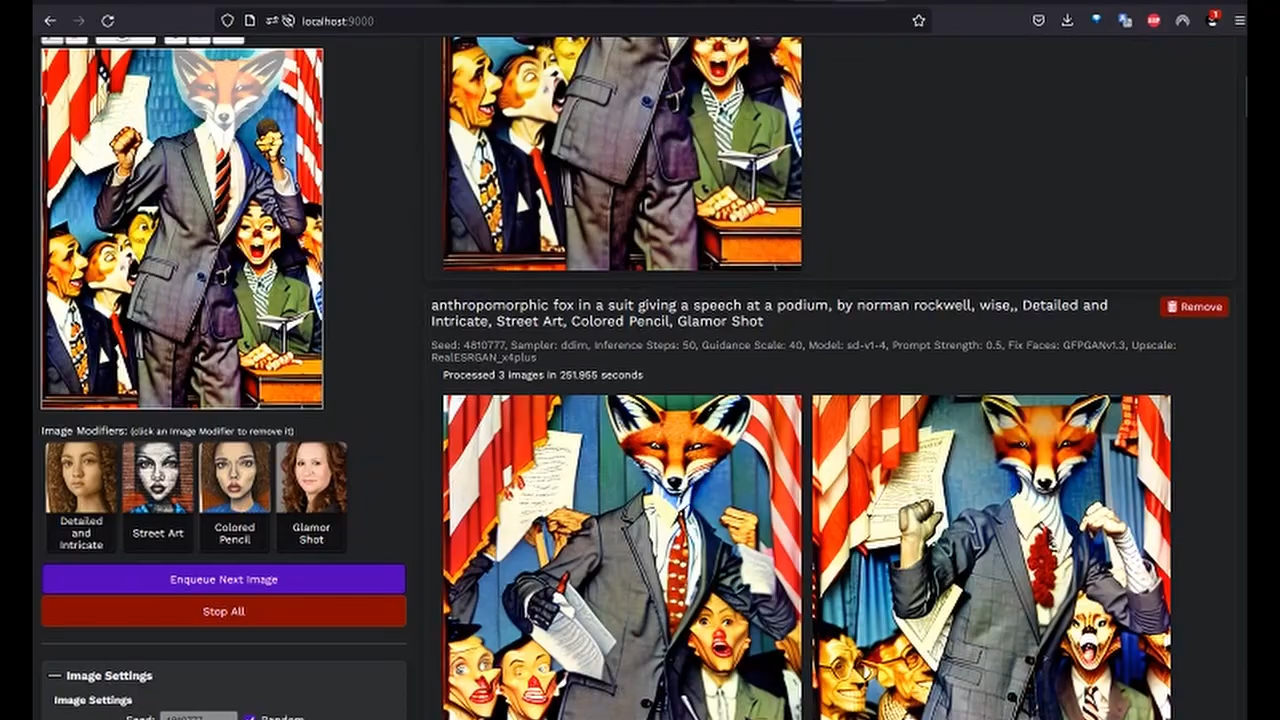 localhost:9000
1
anthropomorphic fox in a suit giving a speech at a podium, by norman rockwell, wise,, Detailed and
Intricate, Street Art, Colored Pencil, Glamor Shot
Remove
Seed: 4810777, Sampler: ddim, Inference Steps: 50, Guidance Scale: 40, Model: sd-v1-4, Prompt Strength: 0.5, Fix Faces: GFPGANv1.3, Upscale:
RealESRGAN_x4plus
Processed 3 images in 251.955 seconds
Image Modifiers: (click an Image Modifier to remove it)
Detailed
and
Intricate
Street Art
Colored
Pencil
Glamor
Shot
Enqueue Next Image
Stop All
Image Settings
Image Settings
Seed: 4810777 Random